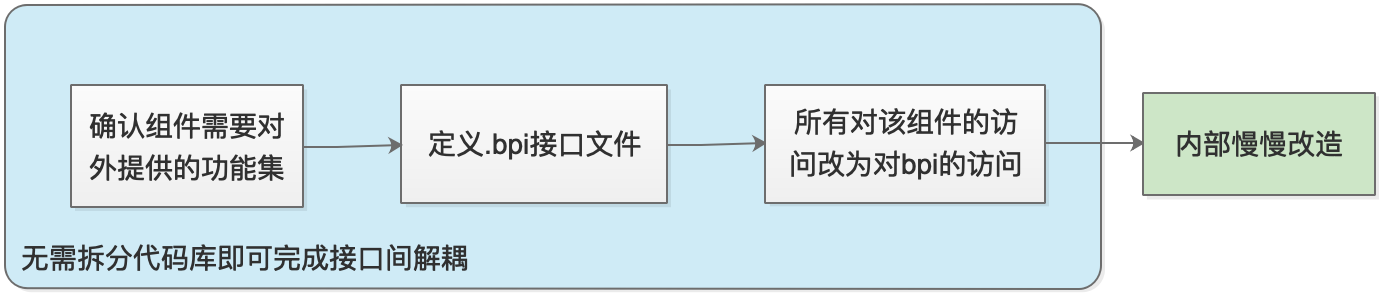 确认组件需要对
外提供的功能集
定义.bpi接口文件
所有对该组件的访
问改为对bpi的访问
内部慢慢改造
无需拆分代码库即可完成接口间解耦